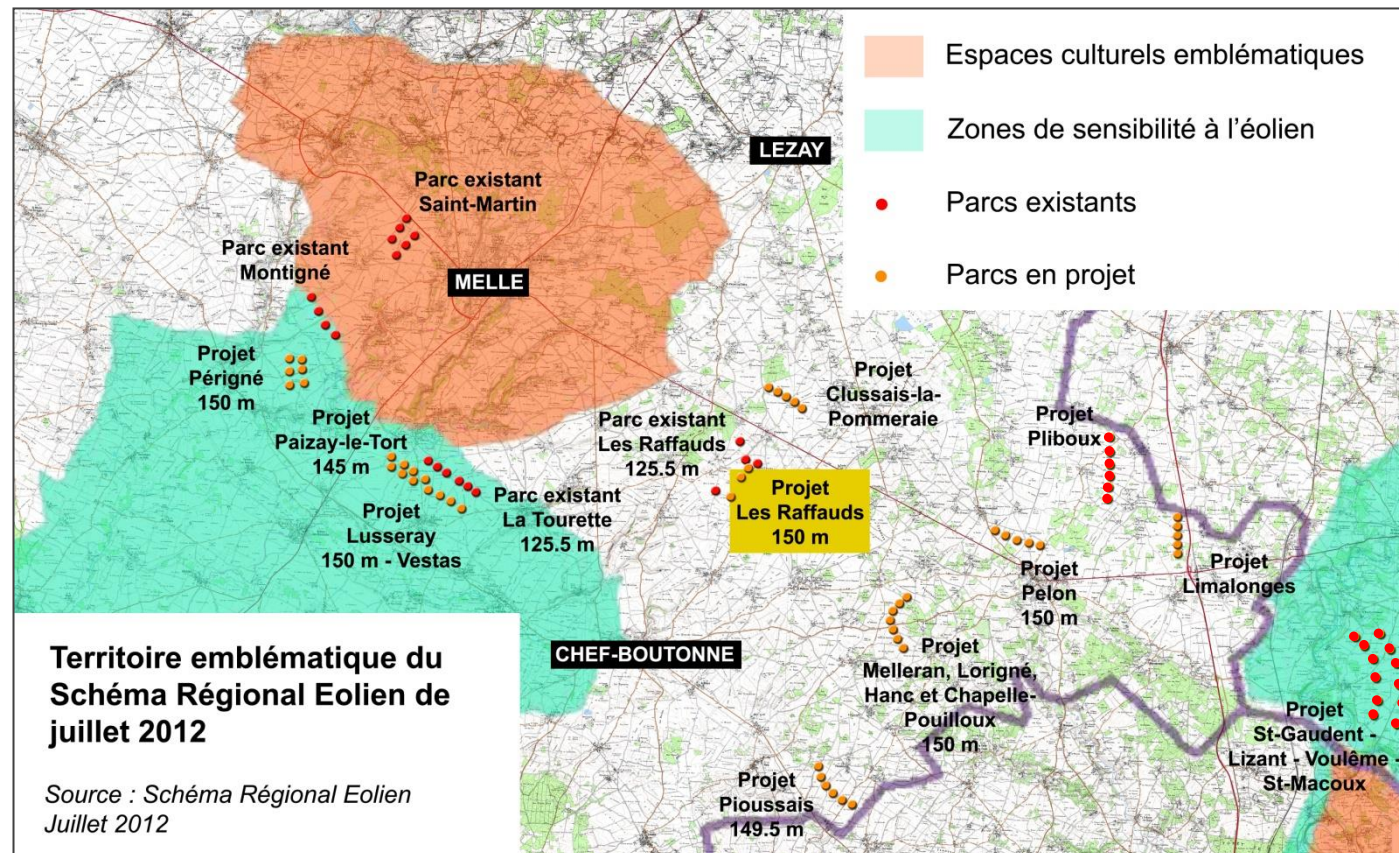 Espaces culturels emblématiques
Zones de sensibilité à l'éolien
Parcs existants
Parcs en projet
LEZAY
Parc existant
Saint-Martin
Parc existant
Montigné
MELLE
Projet
Périgné
150 m
Projet
Paizay-le-Tort
145 m
Projet
Lusseray
150 m - Vestas
Parc existant
La Tourette
125.5 m
Parc existant
Les Raffauds
125.5 m
Projet
Clussais-la-
Pommeraie
Projet
Les Raffauds
150 m
Projet
Pliboux
Projet
Limalonges
Projet
Pelon
150 m
CHEF-BOUTONNE
Projet
Melleran, Lorigné,
Hanc et Chapelle-
Pouilloux
150 m
Projet
St-Gaudent -
Lizant - Voulême -
St-Macoux
Projet
Pioussais
149.5 m
Territoire emblématique du
Schéma Régional Eolien de
juillet 2012
Source : Schéma Régional Eolien
Juillet 2012